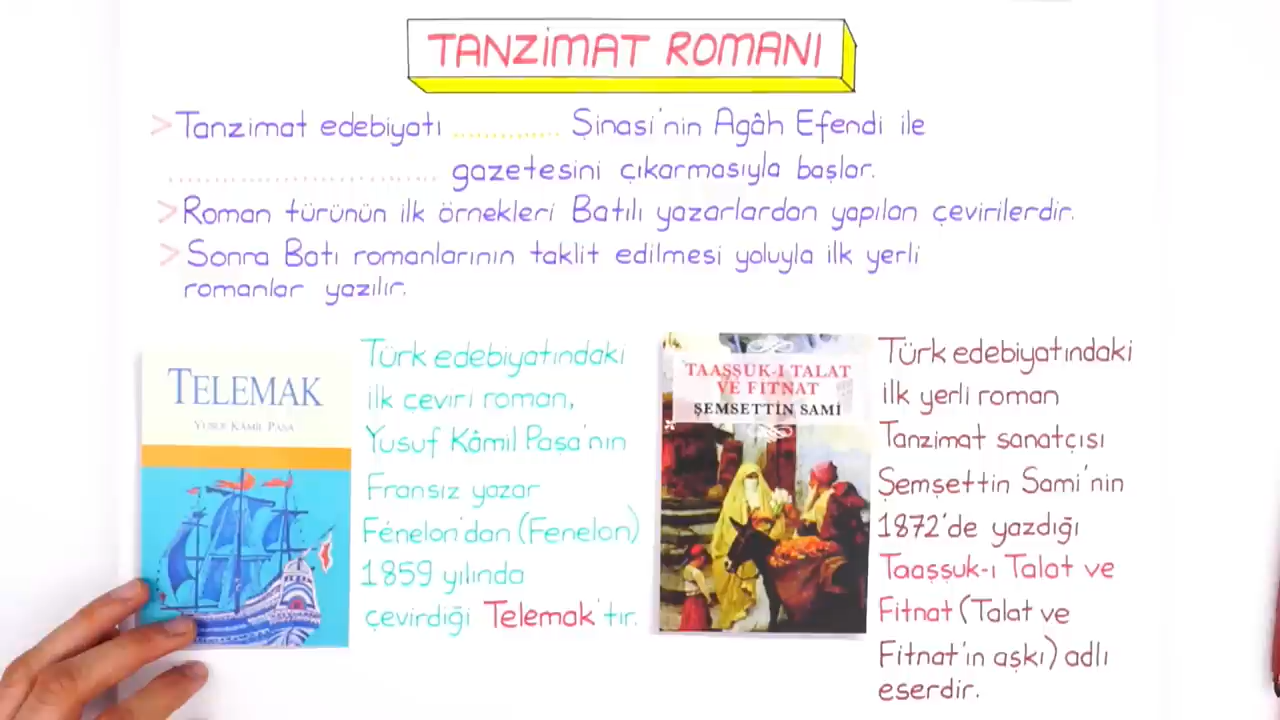 TANZİMAT ROMANI
> Tanzimat edebiyatı ............ Şinasi'nin Agâh Efendi ile
.............................. gazetesini çıkarmasıyla başlar.
> Roman türünün ilk örnekleri Batılı yazarlardan yapılan çevirilerdir.
> Sonra Batı romanlarının taklit edilmesi yoluyla ilk yerli
romanlar yazılır.
TELEMAK
YUSUF KÂMİL PAŞA
Türk edebiyatındaki
ilk çeviri roman,
Yusuf Kâmil Paşa'nın
Fransız yazar
Fénelon'dan (Fenelon)
1859 yılında
çevirdiği Telemak'tır.
TAAŞŞUK-I TALAT
VE FITNAT
ŞEMSETTİN SAMİ
Türk edebiyatındaki
ilk yerli roman
Tanzimat sanatçısı
Şemşettin Sami'nin
1872'de yazdığı
Taaşşuk-ı Talat ve
Fitnat (Talat ve
Fitnat'ın aşkı) adlı
eserdir.